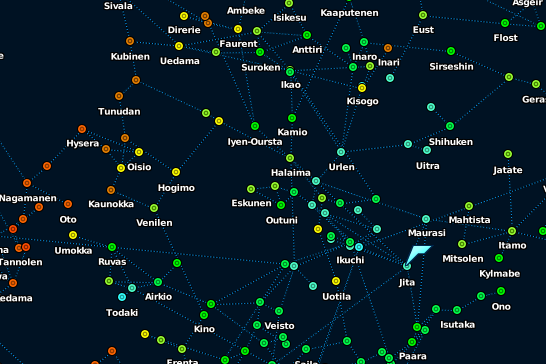 Sivala
Ambeke
Isikesu
Kaaputenen
Asgeir
Direrie
Faurent
Anttiri
Eust
Flost
Kubinen
Uedama
Suroken
Inaro
Inari
Sirseshin
Ikao
Kisogo
Gera
Tunudan
Hysera
Iyen-Oursta
Kamio
Shihuken
Oisio
Halaima
Urlen
Uitra
Jatate
Nagamanen
Kaunokka
Hogimo
Eskunen
Oto
Venilen
Outuni
Maurasi
Mahtista
Tannolen
Umokka
Ruvas
Ikuchi
Mitsolen
Itamo
Kylmabe
edama
Airkio
Uotila
Jita
Todaki
Kino
Veisto
Isutaka
Ono
Erenta
Paara